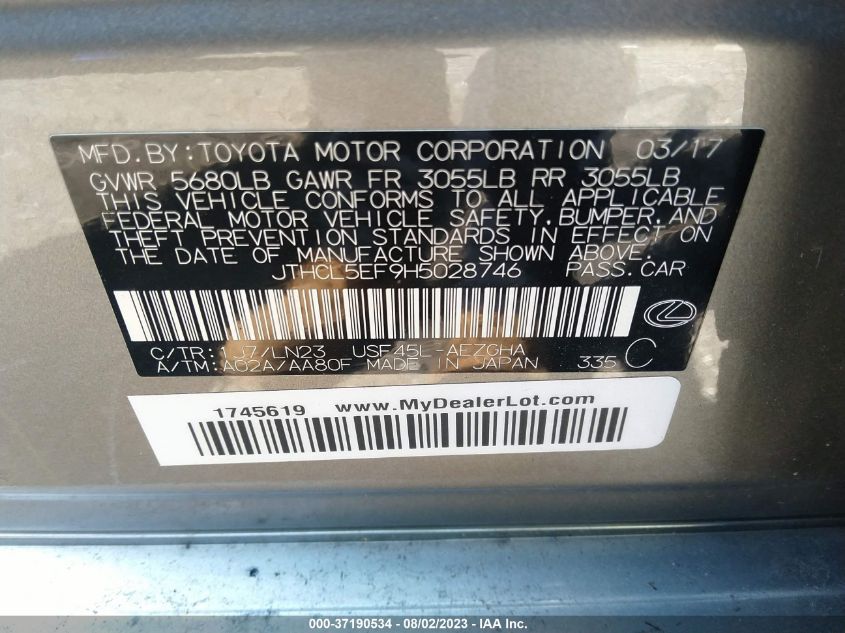 MFD.BY:TOYOTA MOTOR CORPORATION 03/17
GVWR 5680LB GAWR FR 3055LB RR 3055LB
THIS VEHICLE CONFORMS TO ALL APPLICABLE
FEDERAL MOTOR VEHICLE SAFETY,BUMPER,AND
THEFT PREVENTION STANDARDS IN EFFECT ON
THE DATE OF MANUFACTURE SHOWN ABOVE.
JTHCL5EF9H5028746 PASS.CAR
C/TR:1J7/LN23 USF45L-AEZGHA
A/TM:A02A/AA80F MADE IN JAPAN 335 C
1745619 www.MyDealerLot.com
000-37190534 — 08/02/2023 — IAA Inc.